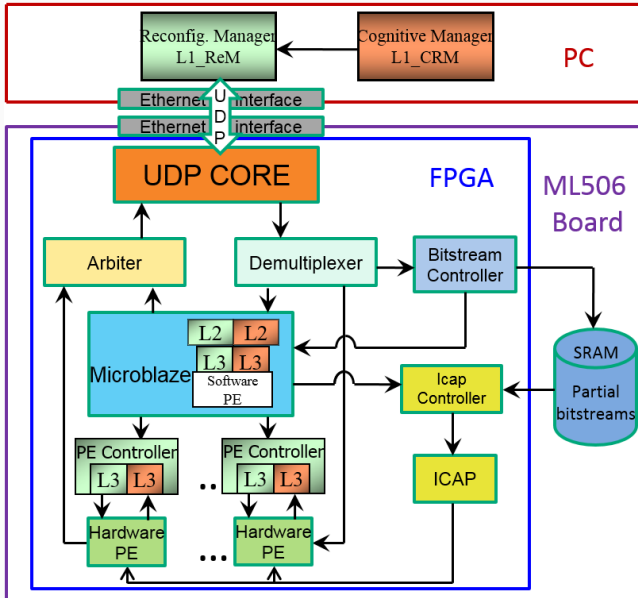 Reconfig. Manager
L1_ReM
Cognitive Manager
L1_CRM
PC
Ethernet interface
UDP
Ethernet interface
UDP CORE
FPGA
ML506
Board
Arbiter
Demultiplexer
Bitstream
Controller
Microblaze
L2 L2
L3 L3
Software
PE
Icap
Controller
SRAM
Partial
bitstreams
PE Controller
L3 L3
..
PE Controller
L3 L3
ICAP
Hardware
PE
...
Hardware
PE